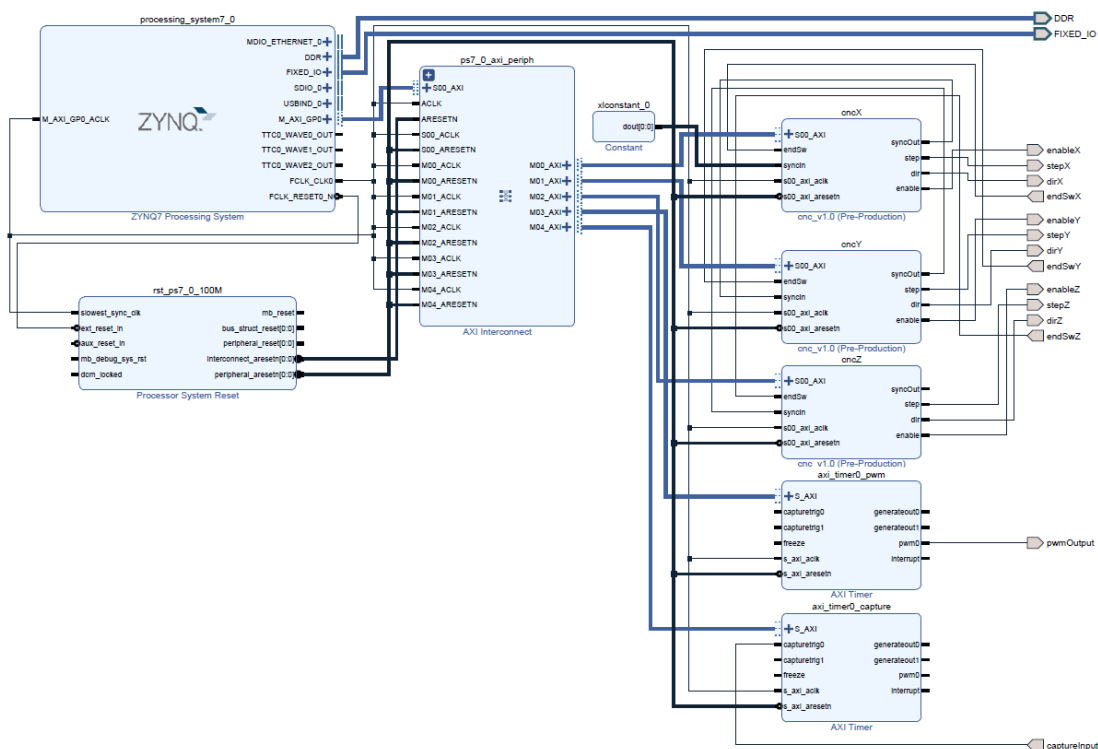 processing_system7_0
MDIO_ETHERNET_0
DDR
FIXED_IO
SDIO_0
USBIND_0
M_AXI_GP0_ACLK
M_AXI_GP0
ZYNQ
TTC0_WAVE0_OUT
TTC0_WAVE1_OUT
TTC0_WAVE2_OUT
FCLK_CLK0
FCLK_RESET0_N
ZYNQ7 Processing System
rst_ps7_0_100M
slowest_sync_clk
ext_reset_in
aux_reset_in
mb_debug_sys_rst
dcm_locked
mb_reset
bus_struct_reset[0:0]
peripheral_reset[0:0]
interconnect_aresetn[0:0]
peripheral_aresetn[0:0]
Processor System Reset
ps7_0_axi_periph
S00_AXI
ACLK
ARESETN
S00_ACLK
S00_ARESETN
M00_ACLK
M00_ARESETN
M01_ACLK
M01_ARESETN
M02_ACLK
M02_ARESETN
M03_ACLK
M03_ARESETN
M04_ACLK
M04_ARESETN
M00_AXI
M01_AXI
M02_AXI
M03_AXI
M04_AXI
AXI Interconnect
xlconstant_0
dout[0:0]
Constant
cncX
S00_AXI
endSw
syncIn
s00_axi_aclk
s00_axi_aresetn
syncOut
step
dir
enable
cnc_v1.0 (Pre-Production)
cncY
S00_AXI
endSw
syncIn
s00_axi_aclk
s00_axi_aresetn
syncOut
step
dir
enable
cnc_v1.0 (Pre-Production)
cncZ
S00_AXI
endSw
syncIn
s00_axi_aclk
s00_axi_aresetn
syncOut
step
dir
enable
cnc_v1.0 (Pre-Production)
axi_timer0_pwm
S_AXI
capturetrig0
capturetrig1
freeze
s_axi_aclk
s_axi_aresetn
generateout0
generateout1
pwm0
interrupt
AXI Timer
axi_timer0_capture
S_AXI
capturetrig0
capturetrig1
freeze
s_axi_aclk
s_axi_aresetn
generateout0
generateout1
pwm0
interrupt
AXI Timer
DDR
FIXED_IO
enableX
stepX
dirX
endSwX
enableY
stepY
dirY
endSwY
enableZ
stepZ
dirZ
endSwZ
pwmOutput
captureInput